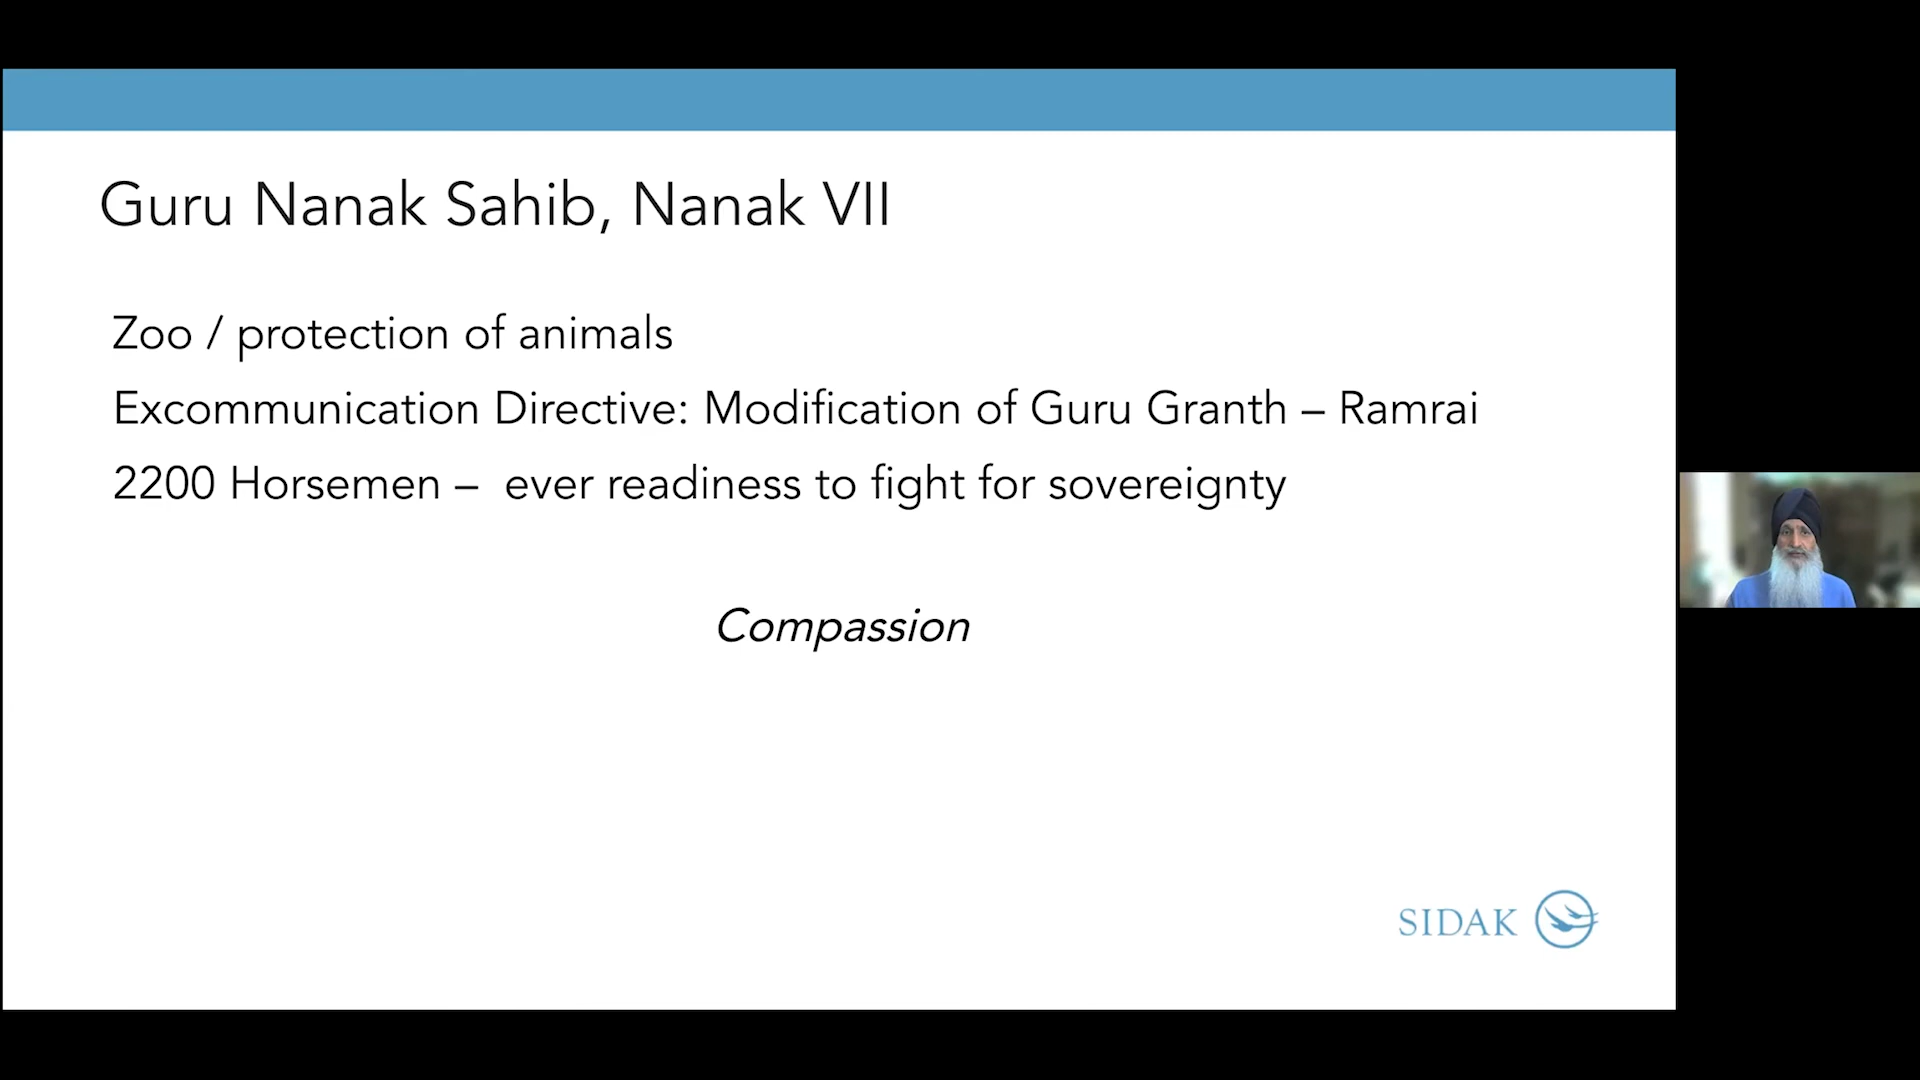 Guru Nanak Sahib, Nanak VII
Zoo / protection of animals
Excommunication Directive: Modification of Guru Granth – Ramrai
2200 Horsemen – ever readiness to fight for sovereignty
Compassion
SIDAK